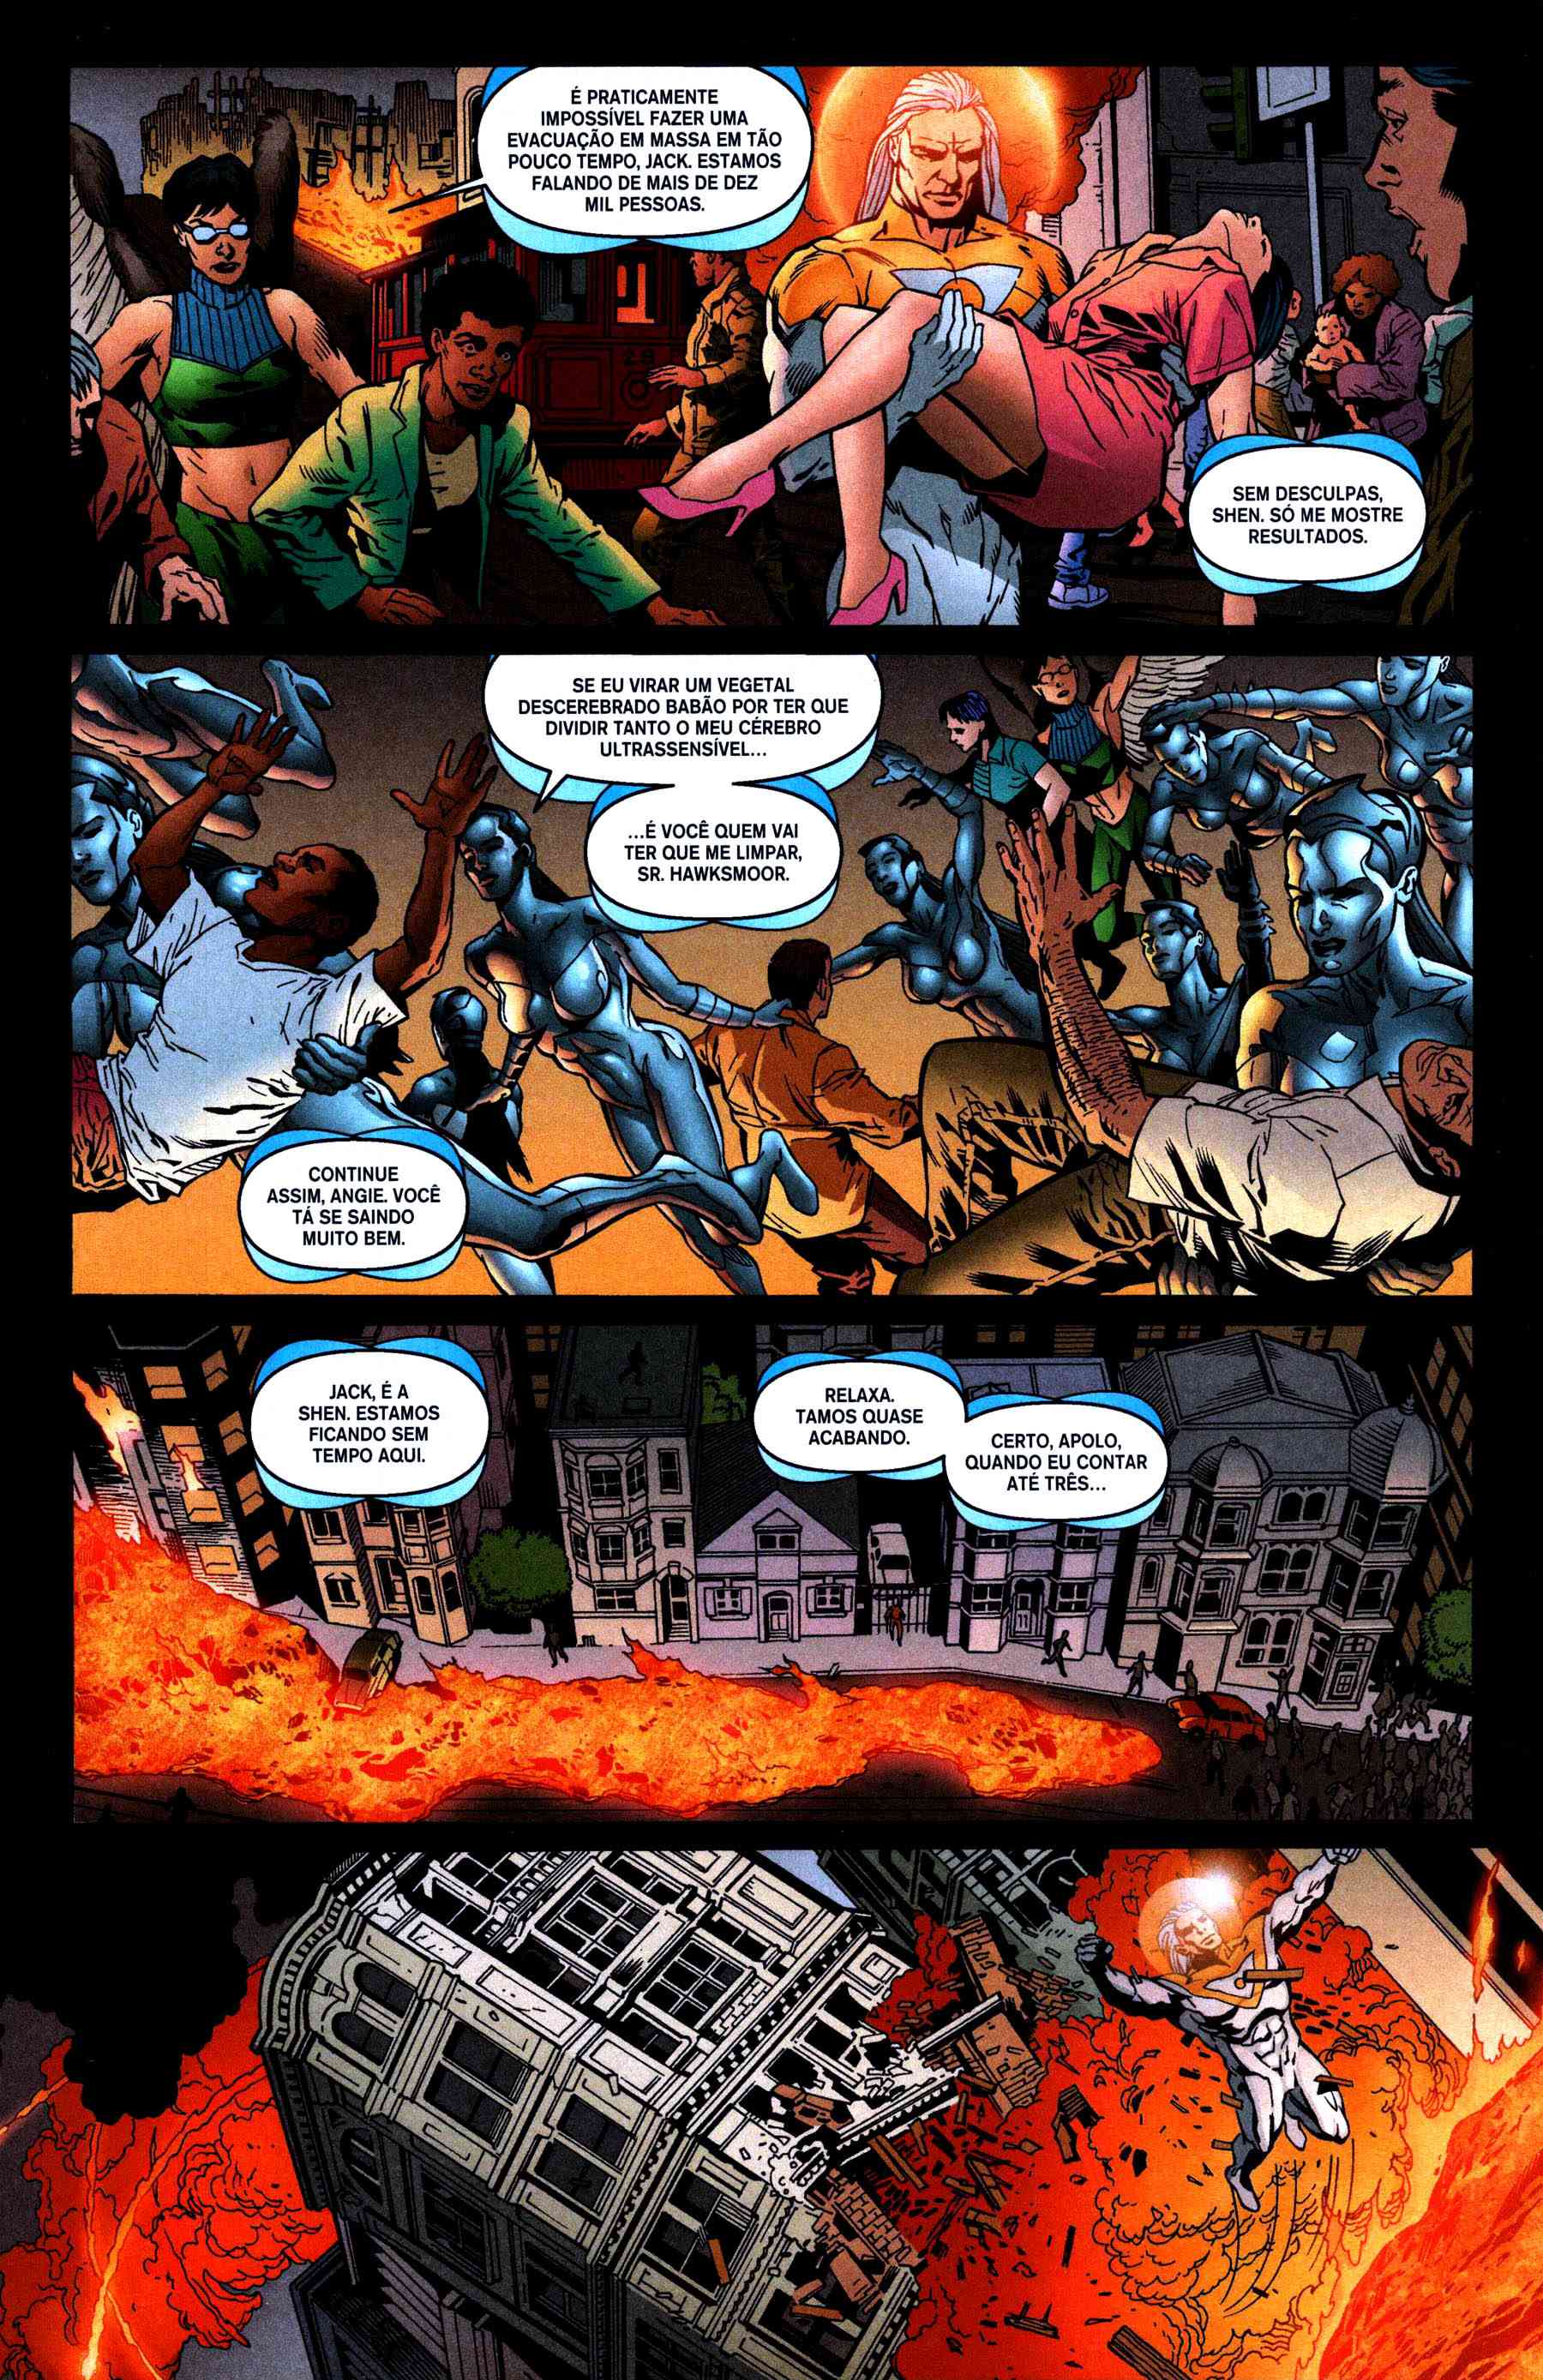 É PRATICAMENTE
IMPOSSÍVEL FAZER UMA
EVACUAÇÃO EM MASSA EM TÃO
POUCO TEMPO, JACK. ESTAMOS
FALANDO DE MAIS DE DEZ
MIL PESSOAS.
SEM DESCULPAS,
SHEN. SÓ ME MOSTRE
RESULTADOS.
SE EU VIRAR UM VEGETAL
DESCEREBRADO BABÃO POR TER QUE
DIVIDIR TANTO O MEU CÉREBRO
ULTRASSENSÍVEL...
...É VOCÊ QUEM VAI
TER QUE ME LIMPAR,
SR. HAWKSMOOR.
CONTINUE
ASSIM, ANGIE. VOCÊ
TÁ SE SAINDO
MUITO BEM.
JACK, É A
SHEN. ESTAMOS
FICANDO SEM
TEMPO AQUI.
RELAXA.
TAMOS QUASE
ACABANDO.
CERTO, APOLO,
QUANDO EU CONTAR
ATÉ TRÊS...